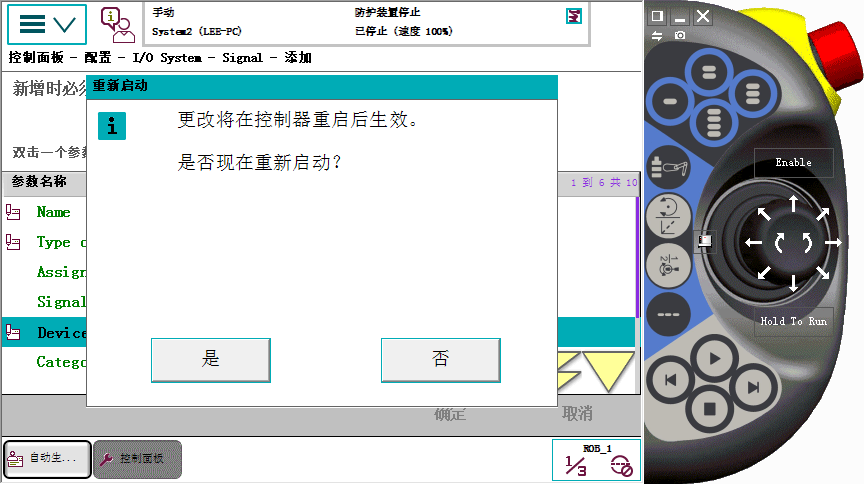 手动
防护装置停止
System2 (LEE-PC)
已停止 (速度 100%)
控制面板 - 配置 - I/O System - Signal - 添加
新增时必须
重新启动
i
更改将在控制器重启后生效。
是否现在重新启动?
双击一个参数
参数名称
1 到 6 共 10
Name
Type o
Assign
Signal
Device
Catego
是
否
确定
取消
自动生...
控制面板
ROB_1
1/3
Enable
Hold To Run